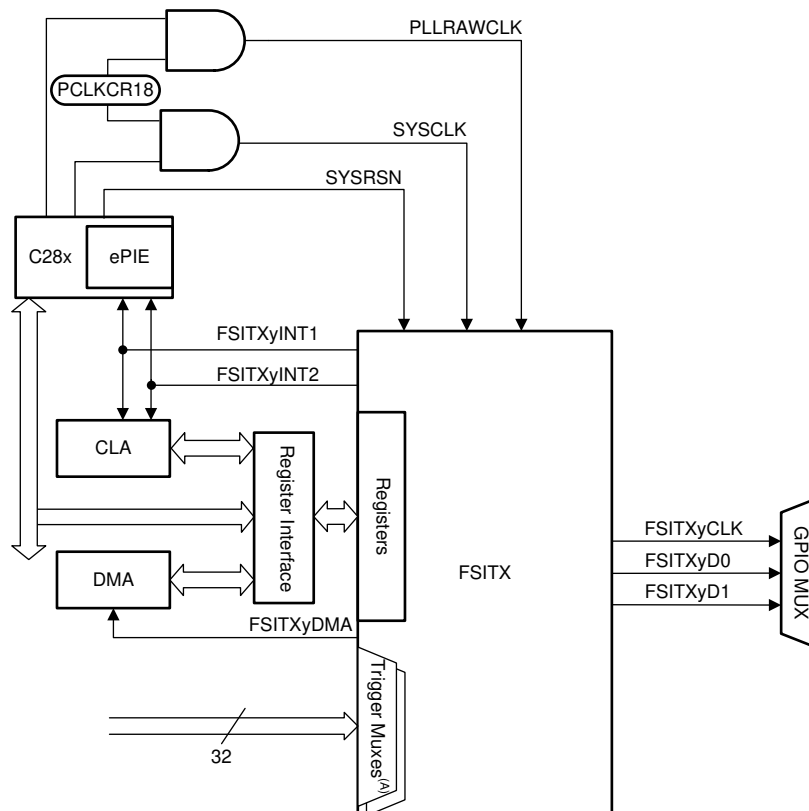 PLLRAWCLK
PCLKCR18
SYSCLK
SYSRSN
C28x
ePIE
FSITXyINT1
FSITXyINT2
CLA
Register Interface
Registers
FSITX
FSITXyCLK
FSITXyD0
FSITXyD1
GPIO MUX
DMA
FSITXyDMA
Trigger Muxes(A)
32